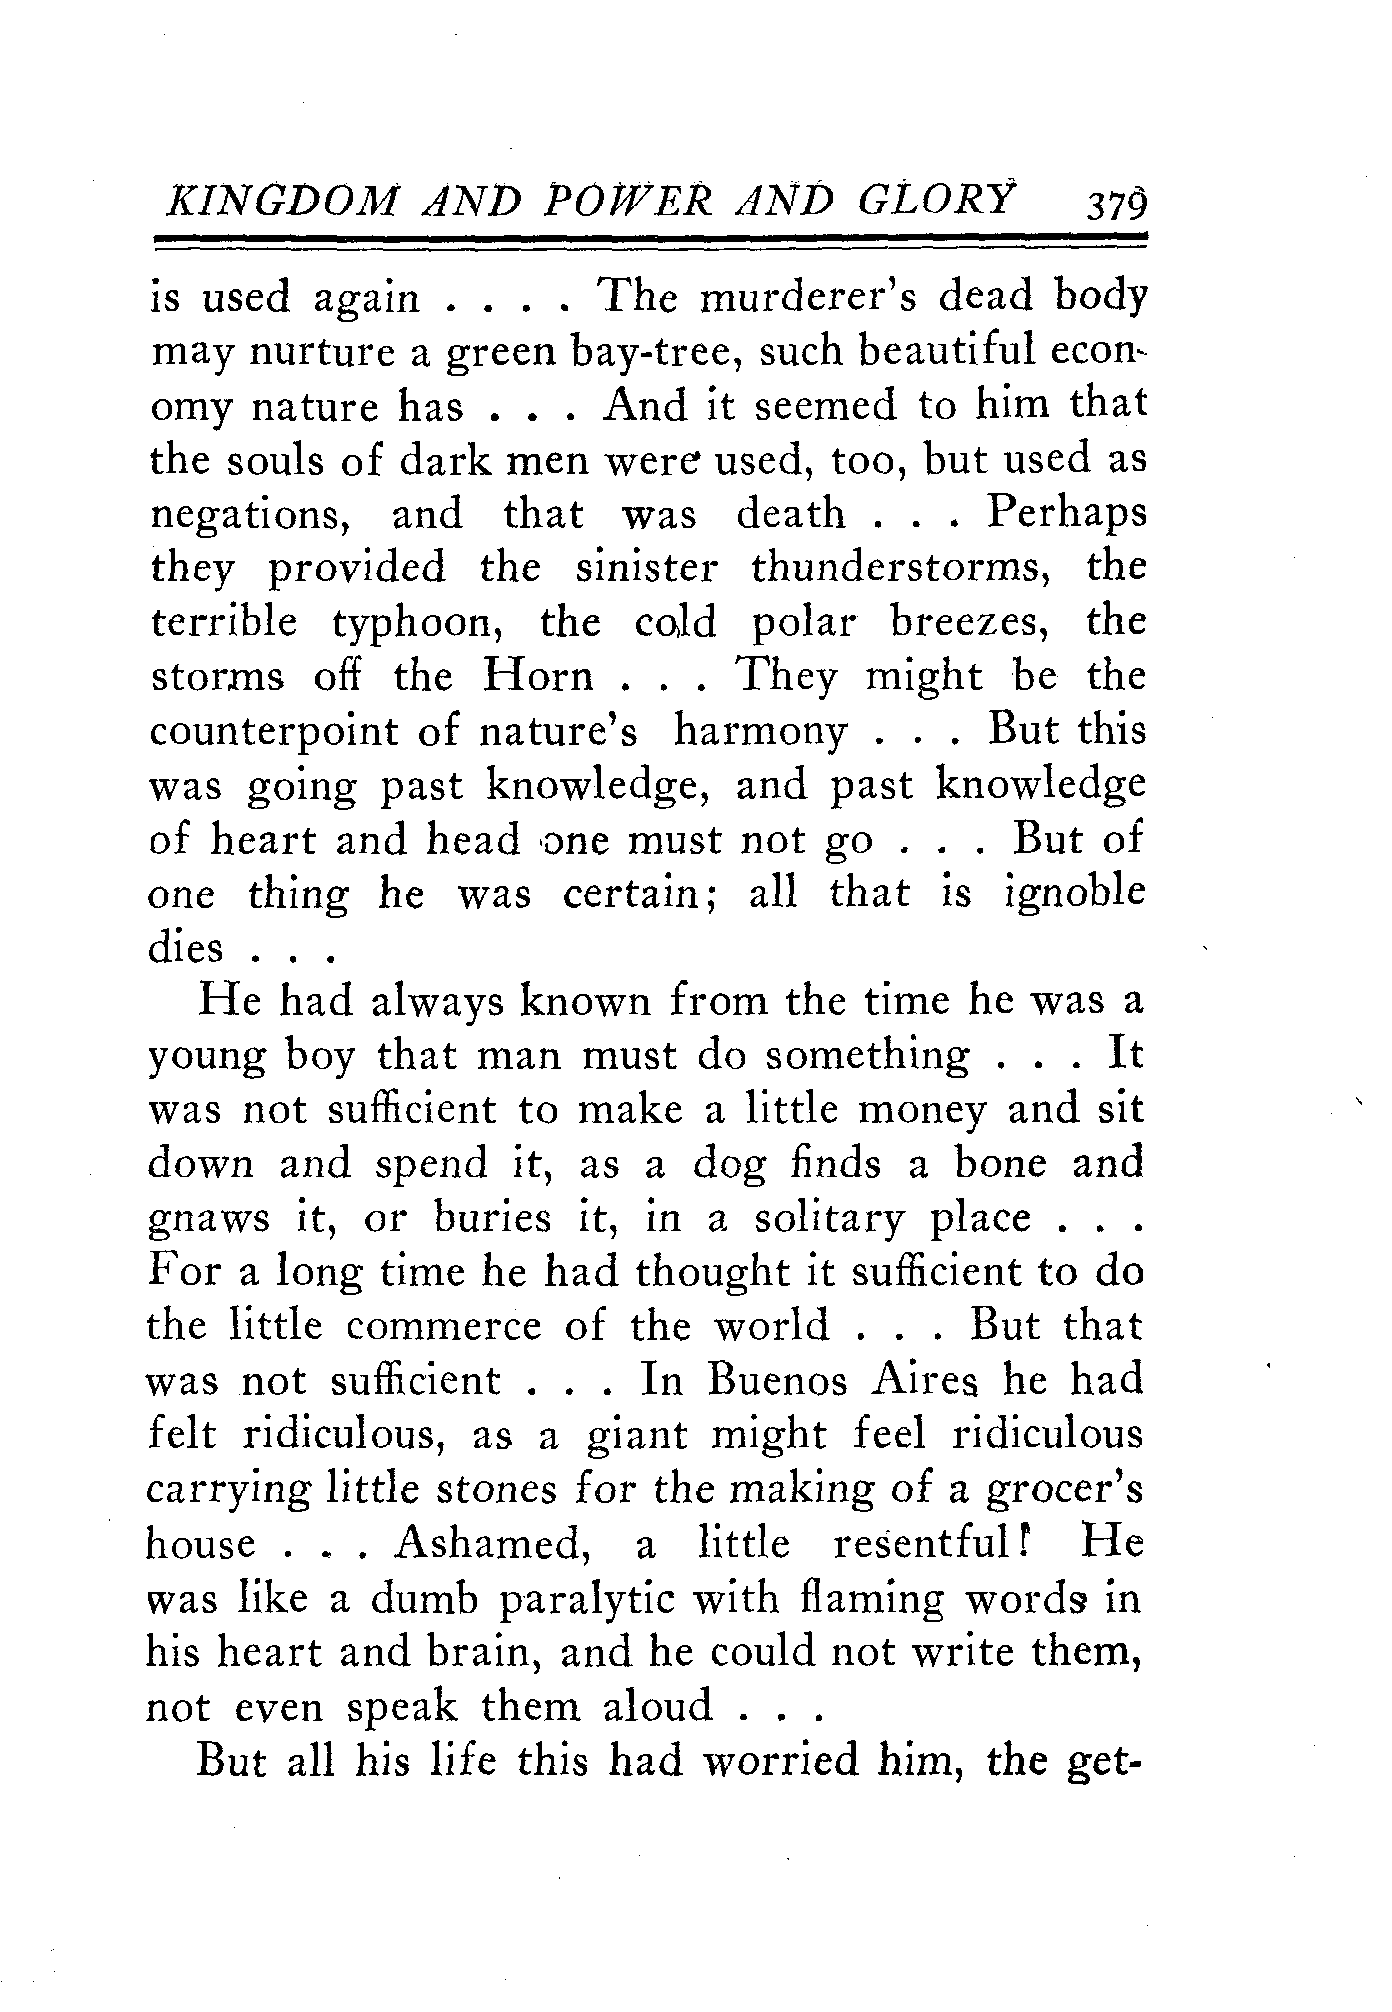 KINGDOM AND POWER AND GLORY 379
is used again . . . . The murderer's dead body
may nurture a green bay-tree, such beautiful econ-
omy nature has . . . And it seemed to him that
the souls of dark men were used, too, but used as
negations, and that was death . . . Perhaps
they provided the sinister thunderstorms, the
terrible typhoon, the cold polar breezes, the
storms off the Horn . . . They might be the
counterpoint of nature's harmony . . . But this
was going past knowledge, and past knowledge
of heart and head one must not go . . . But of
one thing he was certain; all that is ignoble
dies . . .
He had always known from the time he was a
young boy that man must do something . . . It
was not sufficient to make a little money and sit
down and spend it, as a dog finds a bone and
gnaws it, or buries it, in a solitary place . . .
For a long time he had thought it sufficient to do
the little commerce of the world . . . But that
was not sufficient . . . In Buenos Aires he had
felt ridiculous, as a giant might feel ridiculous
carrying little stones for the making of a grocer's
house . . . Ashamed, a little resentful! He
was like a dumb paralytic with flaming words in
his heart and brain, and he could not write them,
not even speak them aloud . . .
But all his life this had worried him, the get-